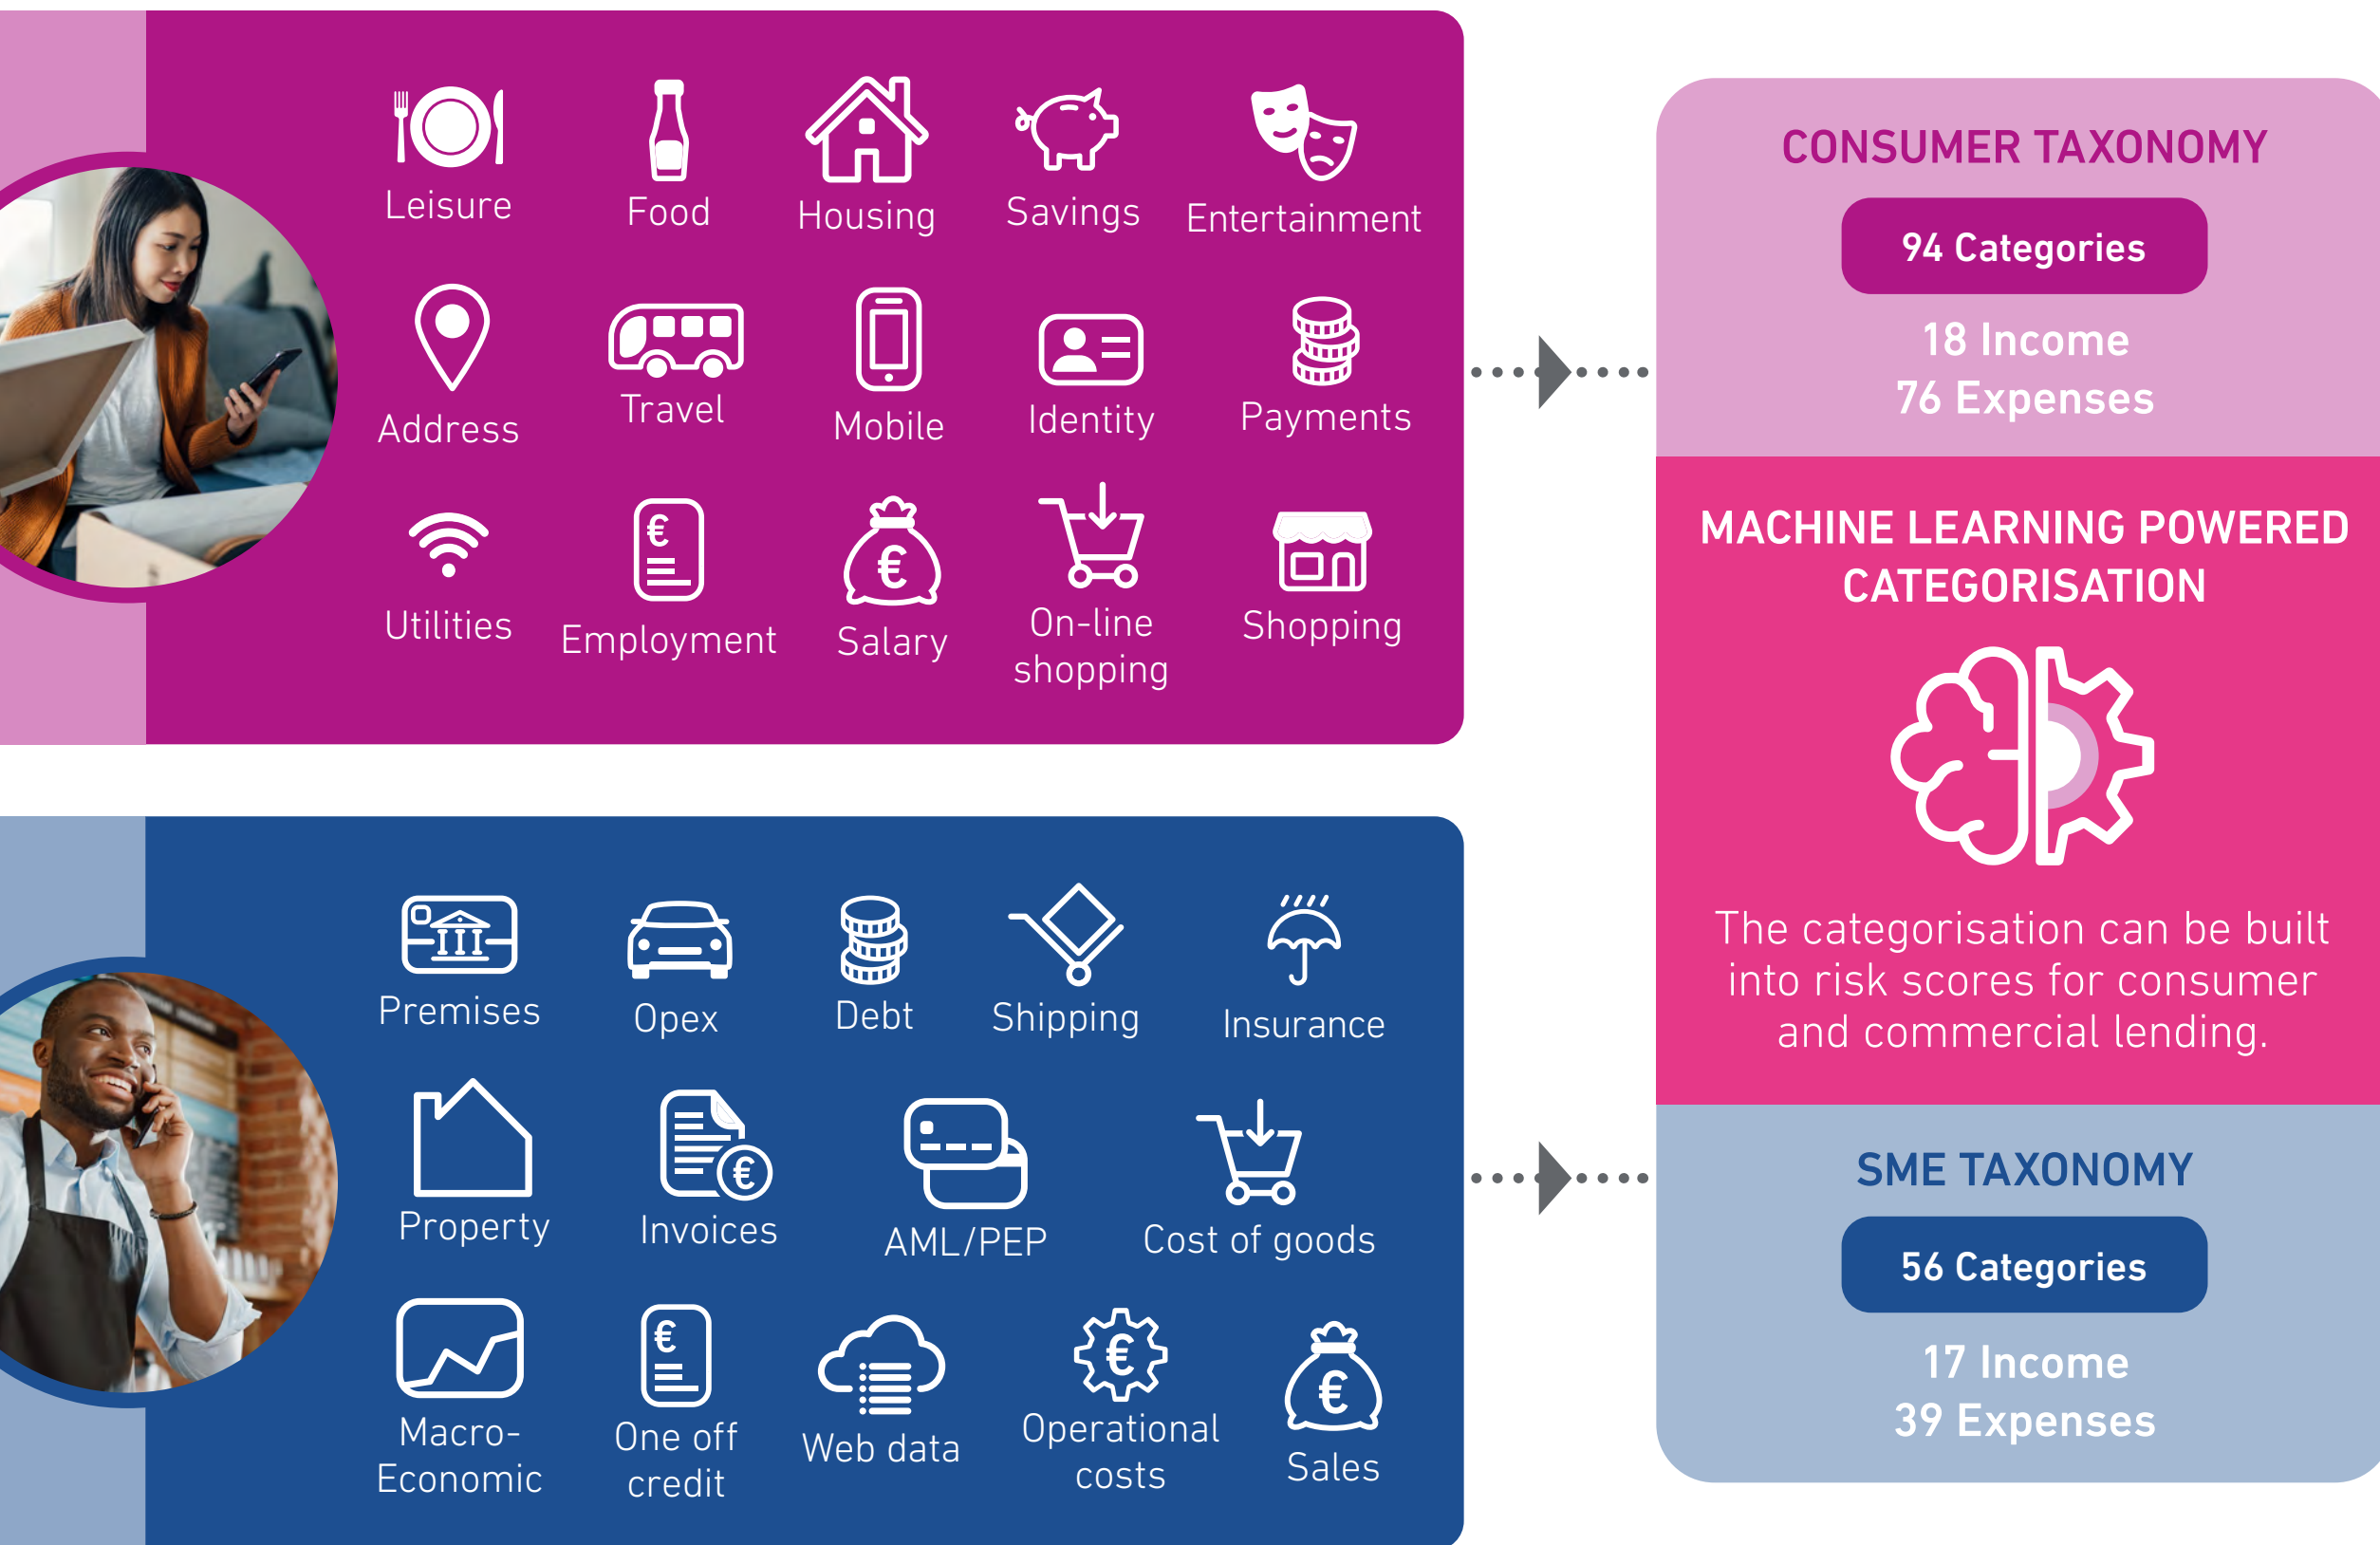 Leisure
Food
Housing
Savings
Entertainment
Address
Travel
Mobile
Identity
Payments
€
€
Utilities
Employment
Salary
On-line
shopping
Shopping
CONSUMER TAXONOMY
94 Categories
18 Income
76 Expenses
MACHINE LEARNING POWERED
CATEGORISATION
The categorisation can be built
into risk scores for consumer
and commercial lending.
Premises
Opex
Debt
Shipping
Insurance
€
Property
Invoices
AML/PEP
Cost of goods
€
€
€
Macro-
Economic
One off
credit
Web data
Operational
costs
Sales
SME TAXONOMY
56 Categories
17 Income
39 Expenses